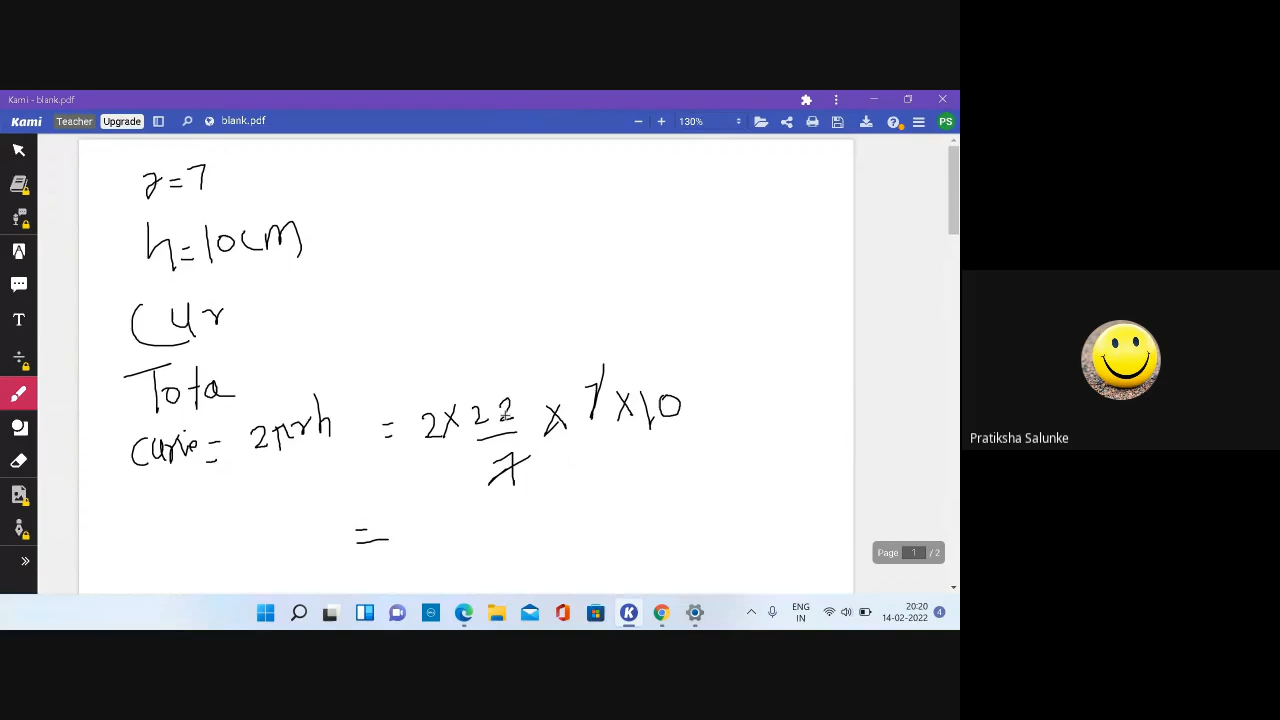 Kami - blank.pdf
Kami Teacher Upgrade blank.pdf 130% PS
r = 7
h = 10cm
Cur
Tota
curve = 2πrh = 2 × 22/7 × 7 × 10
=
Pratiksha Salunke
Page 1 / 2
ENG
IN
20:20
14-02-2022
4